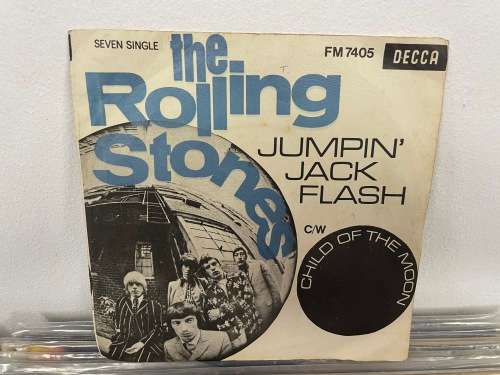 SEVEN SINGLE
FM 7405
DECCA
the
Rolling
Stones
JUMPIN'
JACK
FLASH
C/W
CHILD OF THE MOON